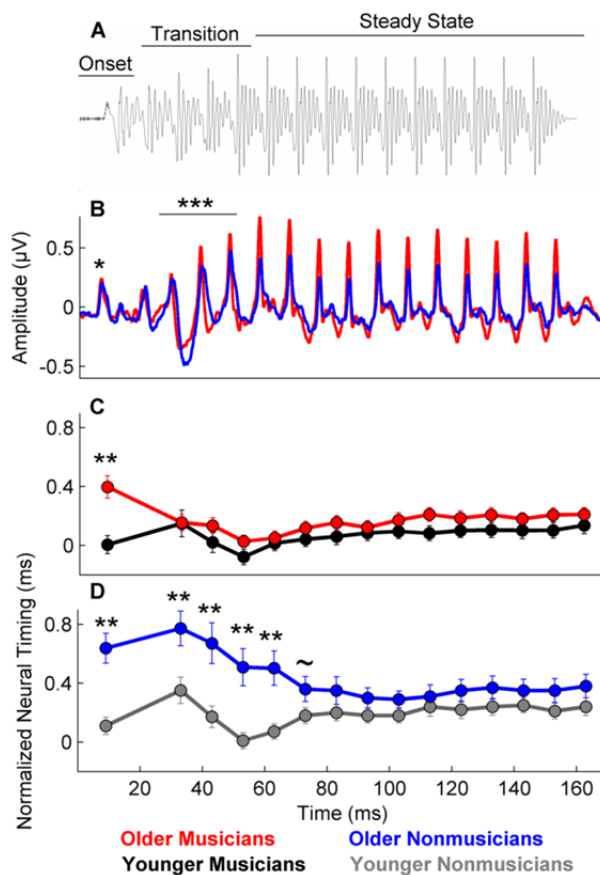 A
Onset
Transition
Steady State
B
Amplitude (µV)
0.5
0
-0.5
*
***
C
Normalized Neural Timing (ms)
0.8
0.4
0
**
D
0.8
0.4
0
** ** ** ** ** ~
20 40 60 80 100 120 140 160
Time (ms)
Older Musicians Older Nonmusicians
Younger Musicians Younger Nonmusicians